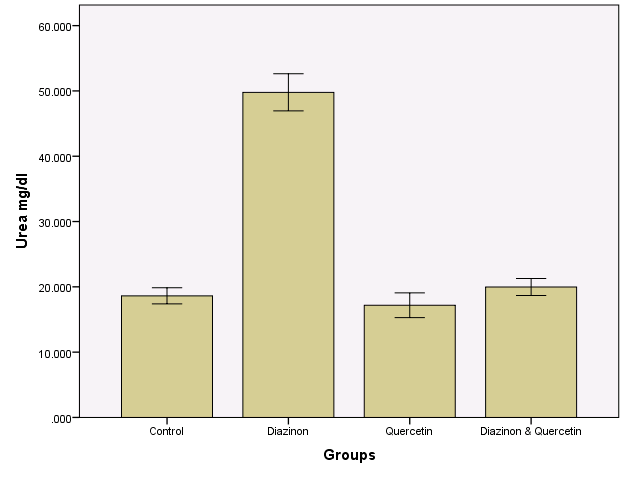 60.000
50.000
40.000
30.000
20.000
10.000
.000
Urea mg/dl
Control
Diazinon
Quercetin
Diazinon & Quercetin
Groups